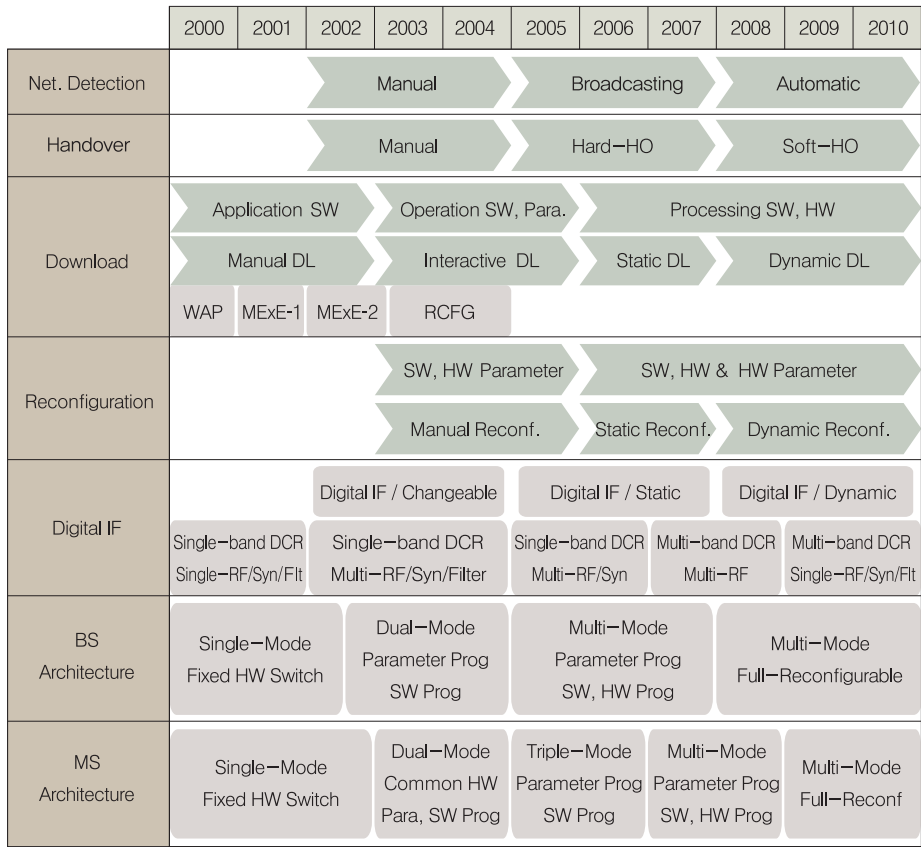 2000 2001 2002 2003 2004 2005 2006 2007 2008 2009 2010
Net. Detection
Manual
Broadcasting
Automatic
Handover
Manual
Hard-HO
Soft-HO
Download
Application SW
Operation SW, Para.
Processing SW, HW
Manual DL
Interactive DL
Static DL
Dynamic DL
WAP
MExE-1
MExE-2
RCFG
Reconfiguration
SW, HW Parameter
SW, HW & HW Parameter
Manual Reconf.
Static Reconf.
Dynamic Reconf.
Digital IF
Digital IF / Changeable
Digital IF / Static
Digital IF / Dynamic
Single-band DCR
Single-RF/Syn/Flt
Single-band DCR
Multi-RF/Syn/Filter
Single-band DCR
Multi-RF/Syn
Multi-band DCR
Multi-RF
Multi-band DCR
Single-RF/Syn/Flt
BS
Architecture
Single-Mode
Fixed HW Switch
Dual-Mode
Parameter Prog
SW Prog
Multi-Mode
Parameter Prog
SW, HW Prog
Multi-Mode
Full-Reconfigurable
MS
Architecture
Single-Mode
Fixed HW Switch
Dual-Mode
Common HW
Para, SW Prog
Triple-Mode
Parameter Prog
SW Prog
Multi-Mode
Parameter Prog
SW, HW Prog
Multi-Mode
Full-Reconf